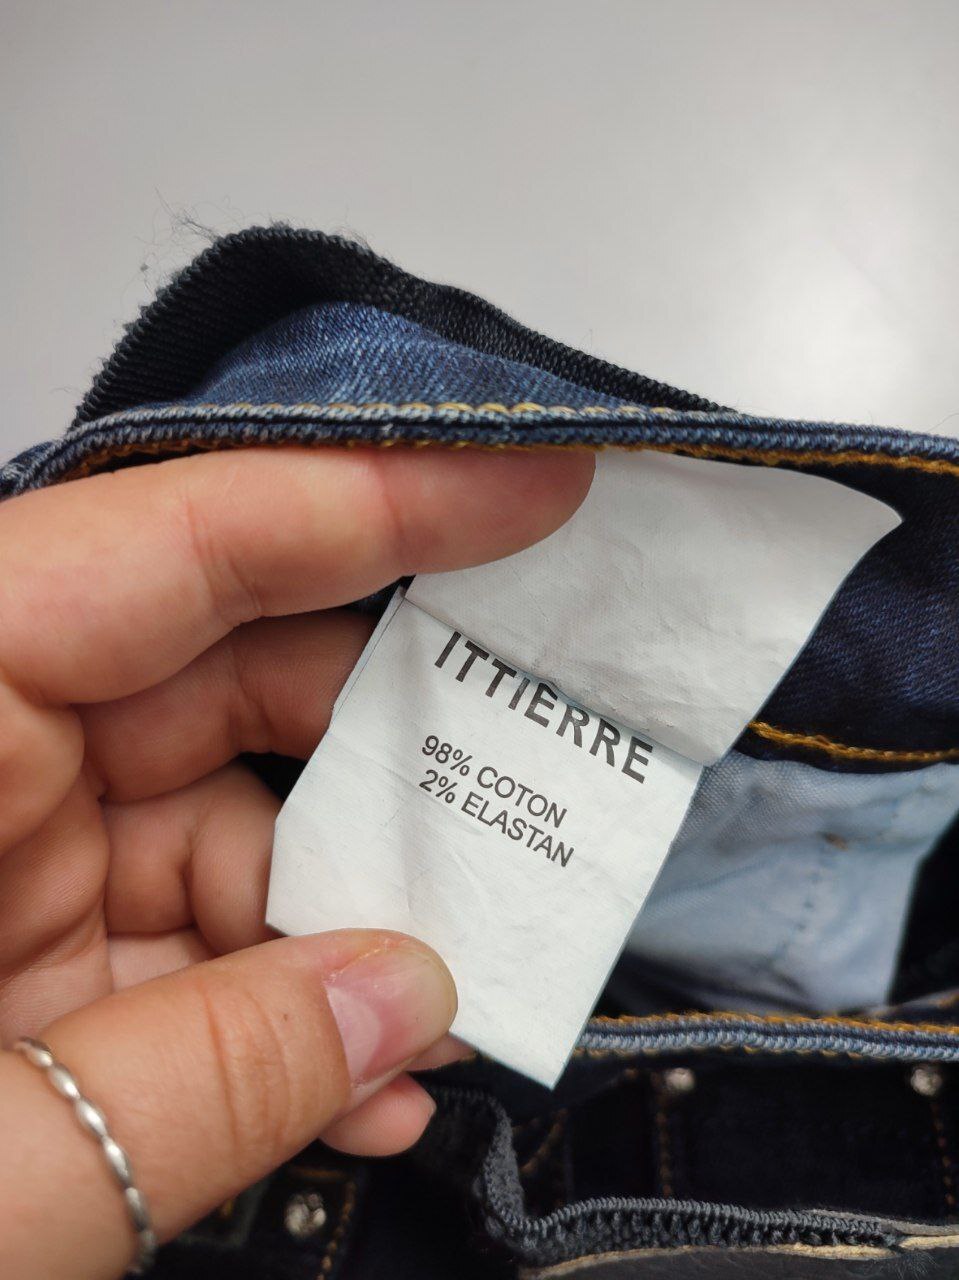 ITTIERRE
98% COTON
2% ELASTAN